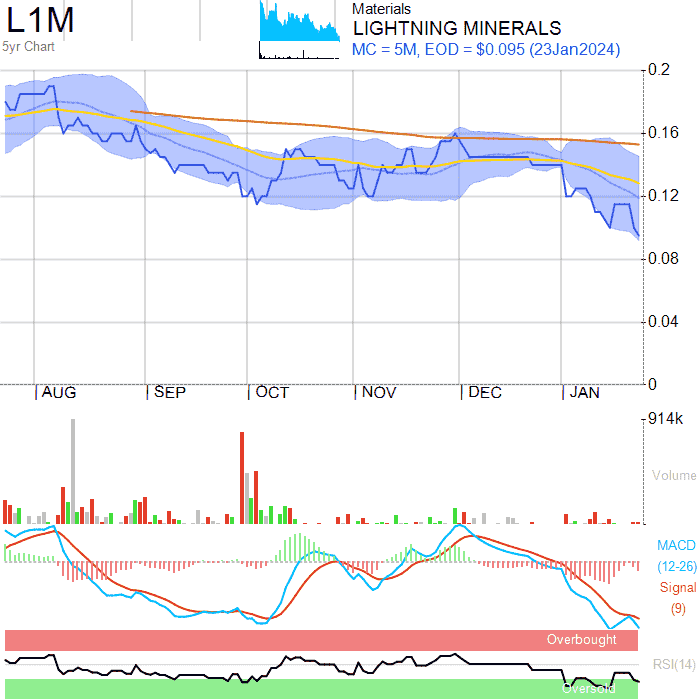 L1M
5yr Chart
Materials
LIGHTNING MINERALS
MC = 5M, EOD = $0.095 (23Jan2024)
0.2
0.16
0.12
0.08
0.04
0
AUG SEP OCT NOV DEC JAN
914k
Volume
MACD
(12-26)
Signal
(9)
Overbought
RSI(14)
Oversold